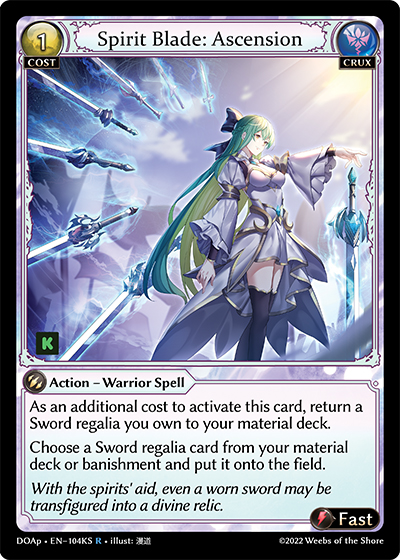 1
Spirit Blade: Ascension
COST
CRUX
K
Action – Warrior Spell
As an additional cost to activate this card, return a
Sword regalia you own to your material deck.
Choose a Sword regalia card from your material
deck or banishment and put it onto the field.
With the spirits' aid, even a worn sword may be
transfigured into a divine relic.
Fast
DOAp • EN-104KS R • illust: 漫道
©2022 Weebs of the Shore